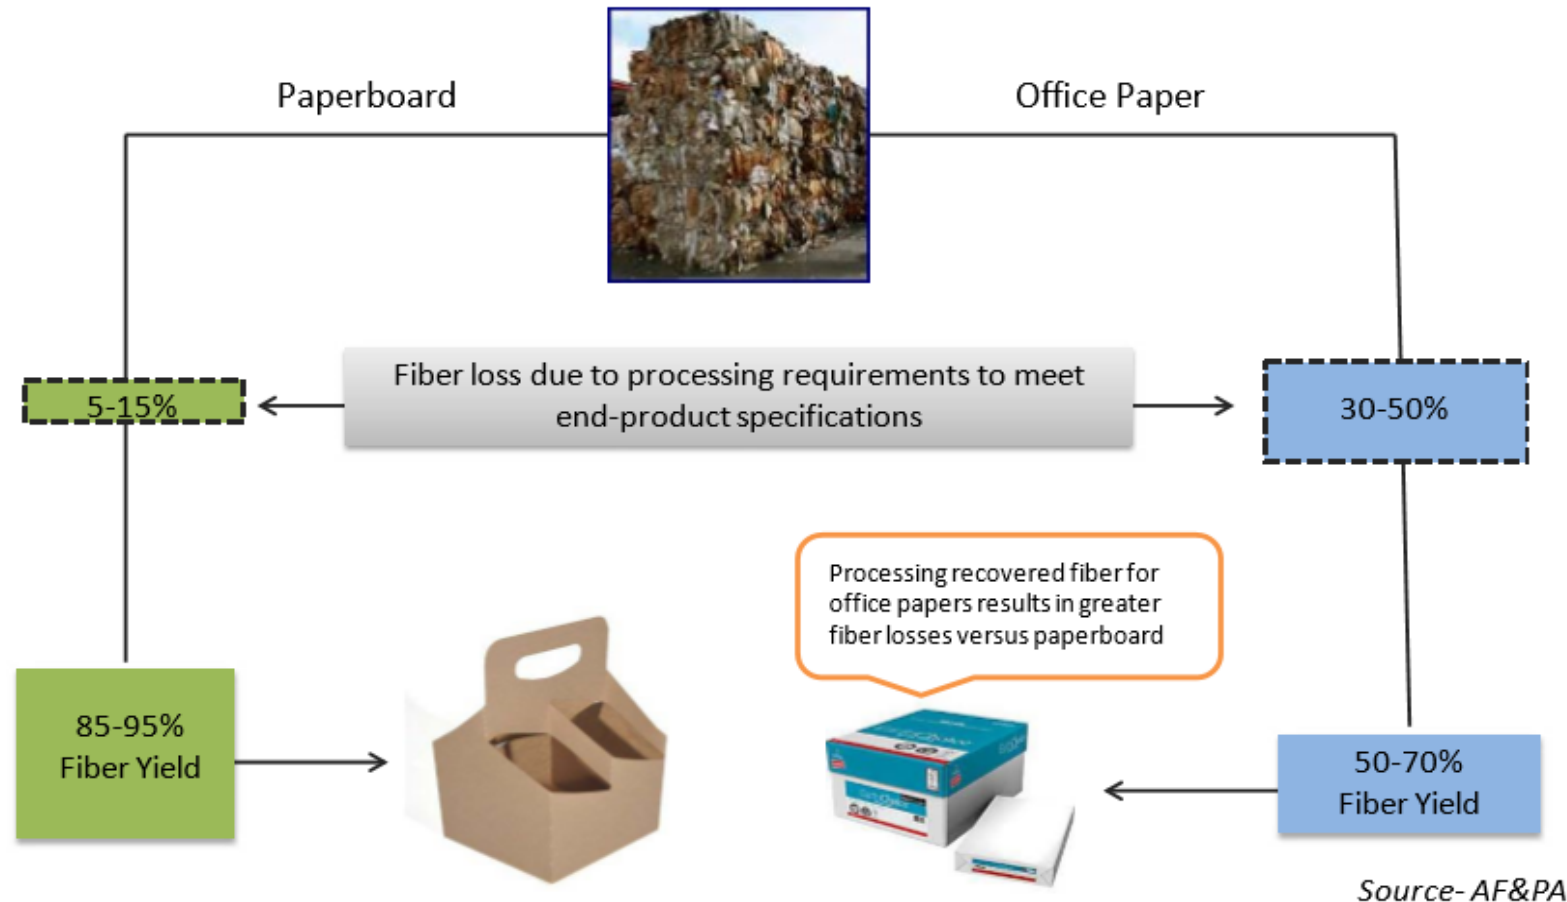 Paperboard
Office Paper
Fiber loss due to processing requirements to meet
end-product specifications
5-15%
30-50%
Processing recovered fiber for
office papers results in greater
fiber losses versus paperboard
85-95%
Fiber Yield
50-70%
Fiber Yield
Source- AF&PA